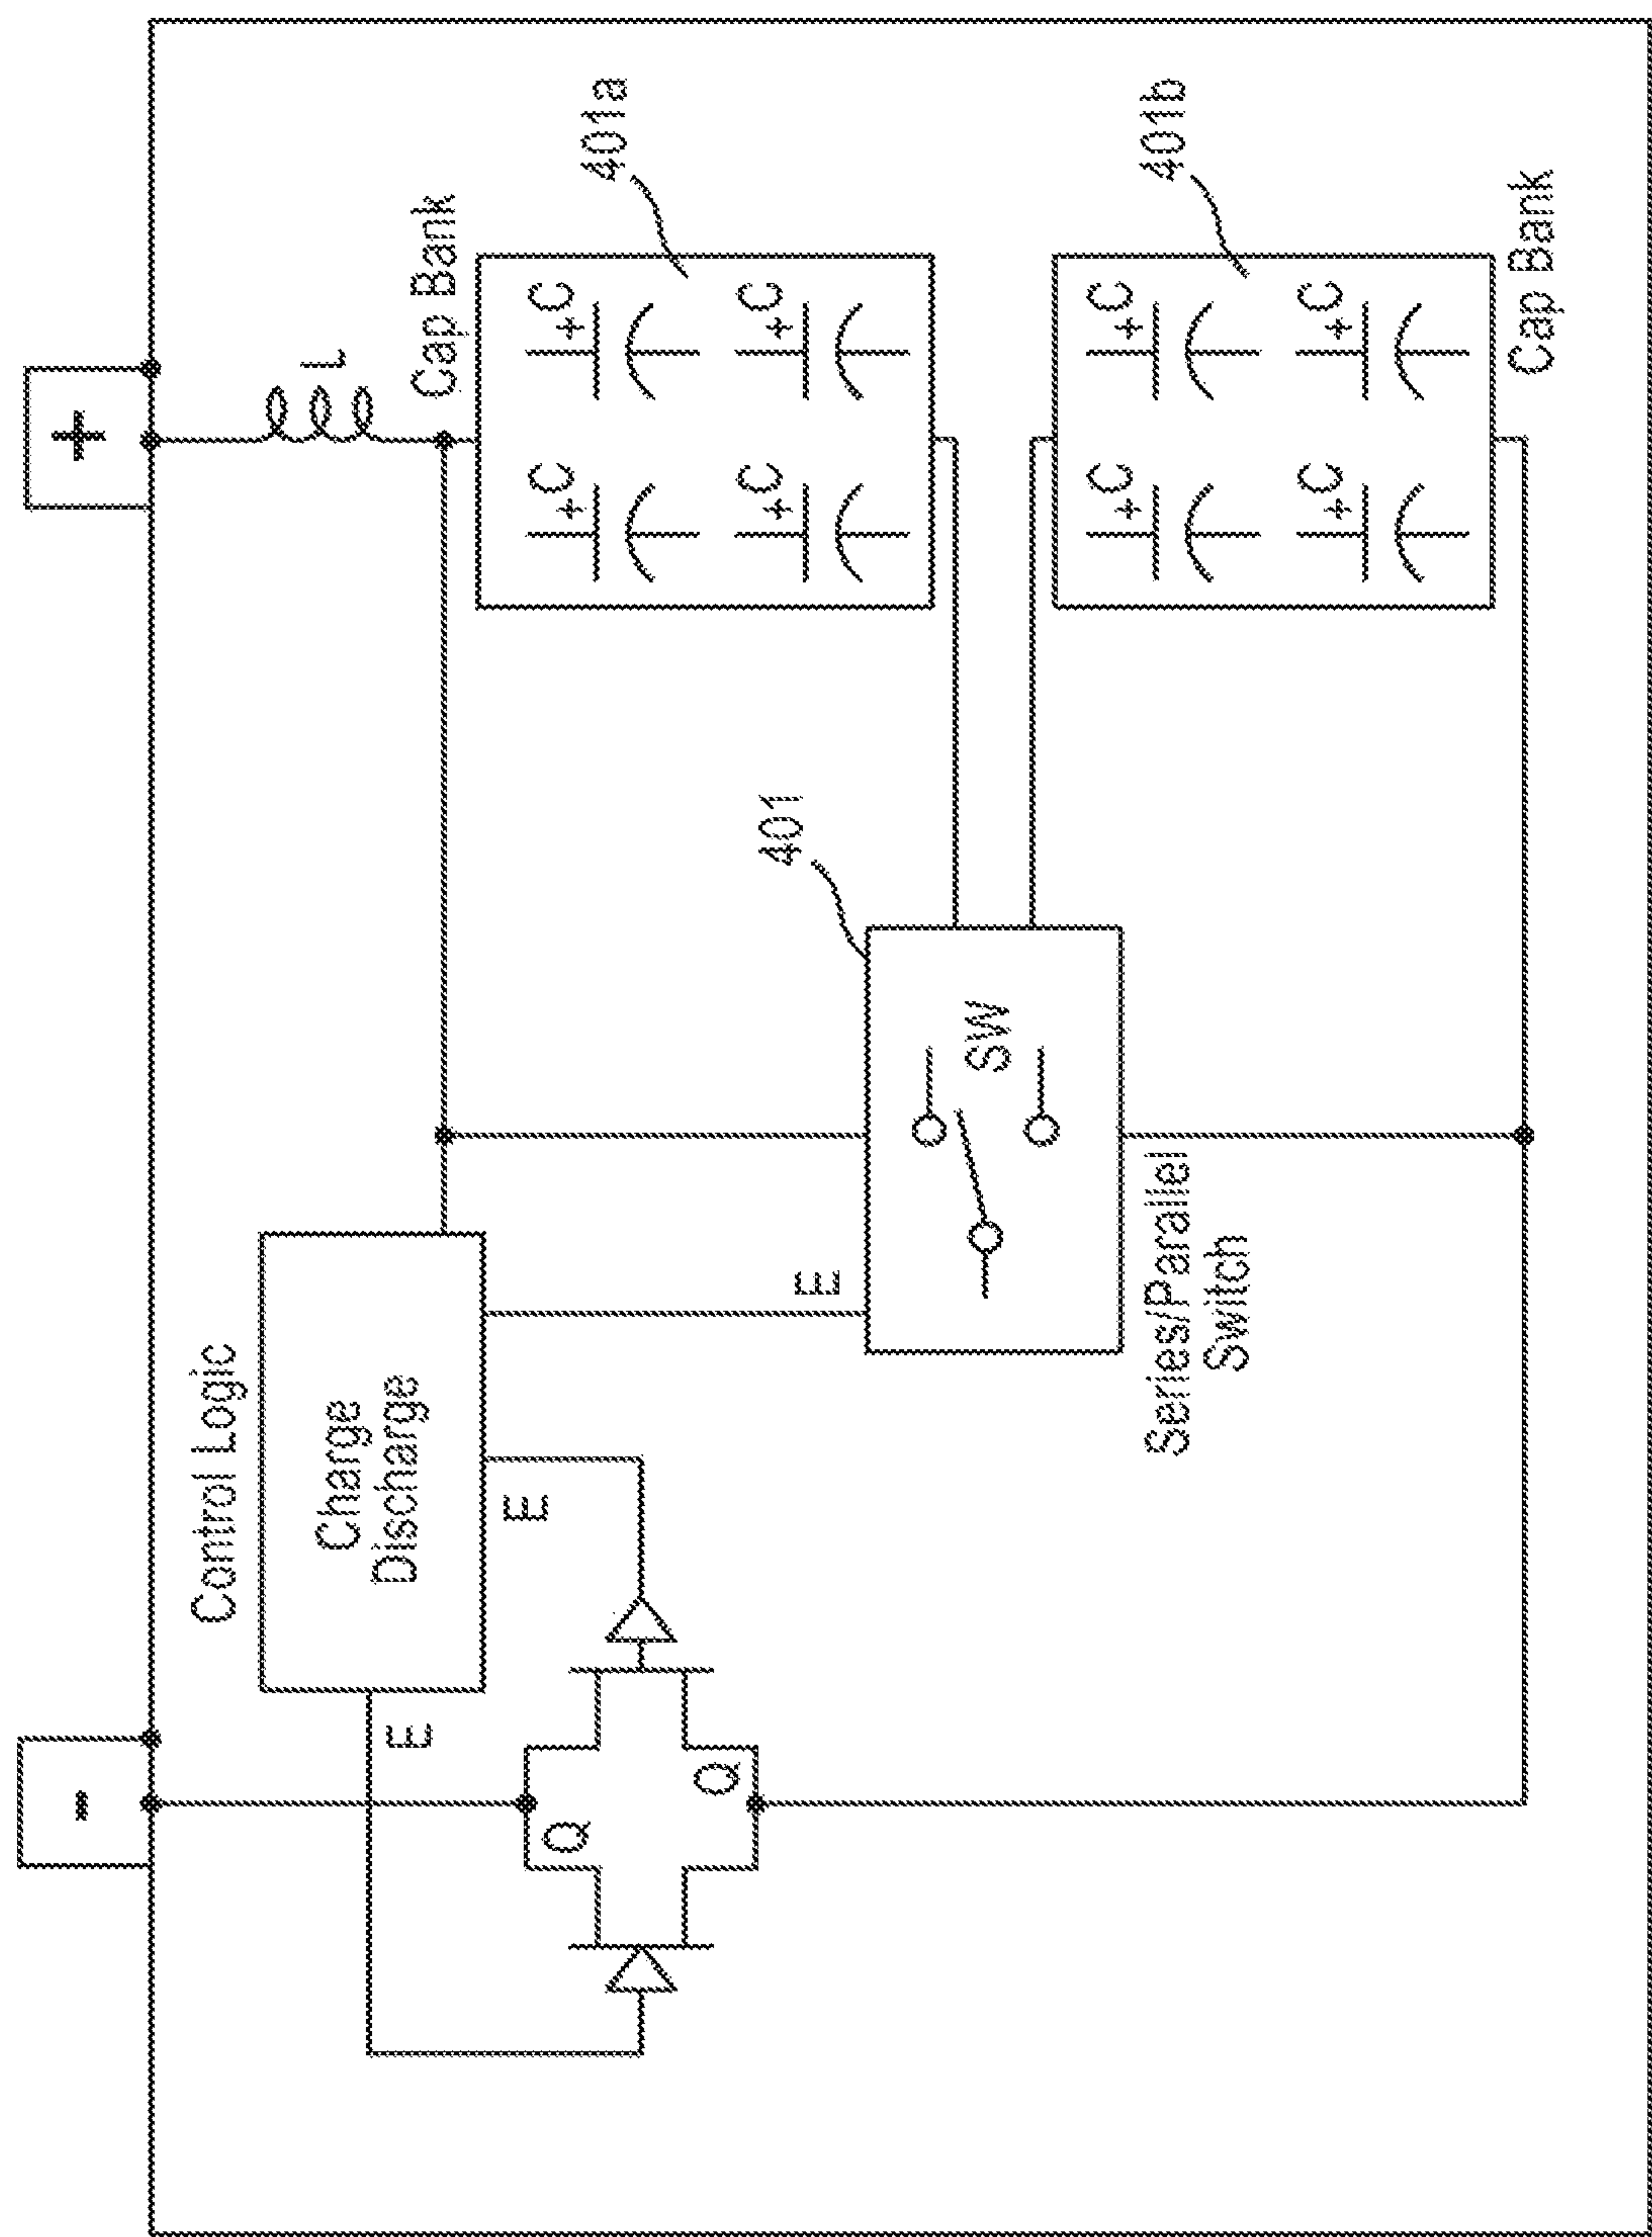 +
-
L
Cap Bank
401a
+C
+C
+C
+C
401b
+C
+C
+C
+C
Cap Bank
401
SW
Series/Parallel
Switch
E
Control Logic
Charge
Discharge
E
E
Q
Q